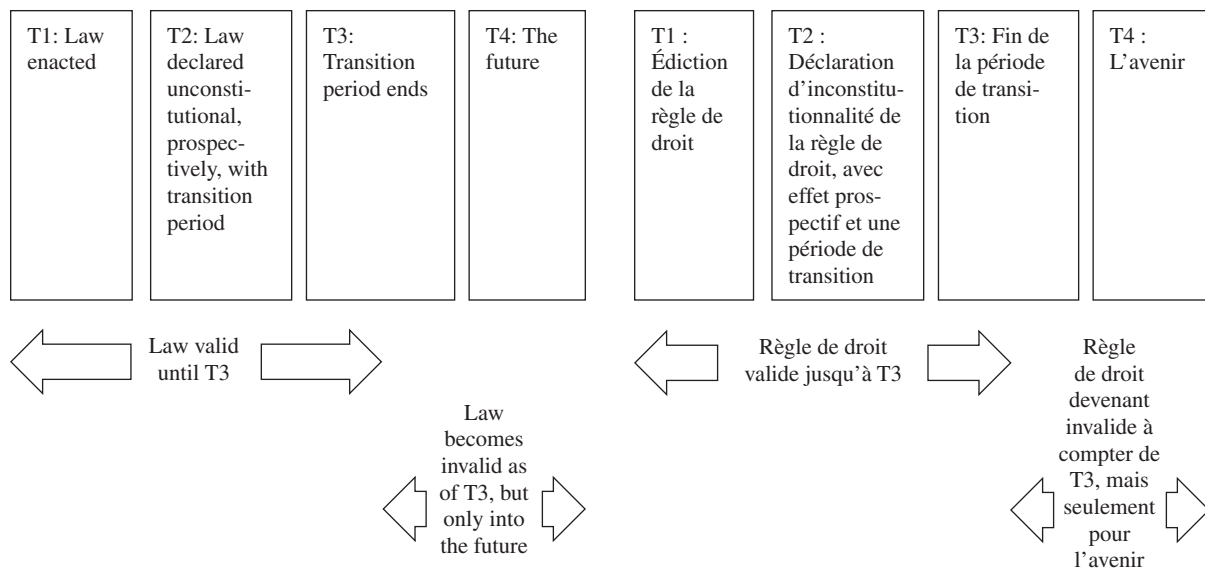 T1: Law
enacted
T2: Law
declared
unconsti-
tutional,
prospec-
tively, with
transition
period
T3:
Transition
period ends
T4: The
future
Law valid
until T3
Law
becomes
invalid as
of T3, but
only into
the future
T1 :
Édiction
de la
règle de
droit
T2 :
Déclaration
d’inconstitu-
tionnalité de
la règle de
droit, avec
effet pros-
pectif et une
période de
transition
T3: Fin de
la période
de transi-
tion
T4 :
L’avenir
Règle de droit
valide jusqu’à T3
Règle
de droit
devenant
invalide à
compter de
T3, mais
seulement
pour
l’avenir